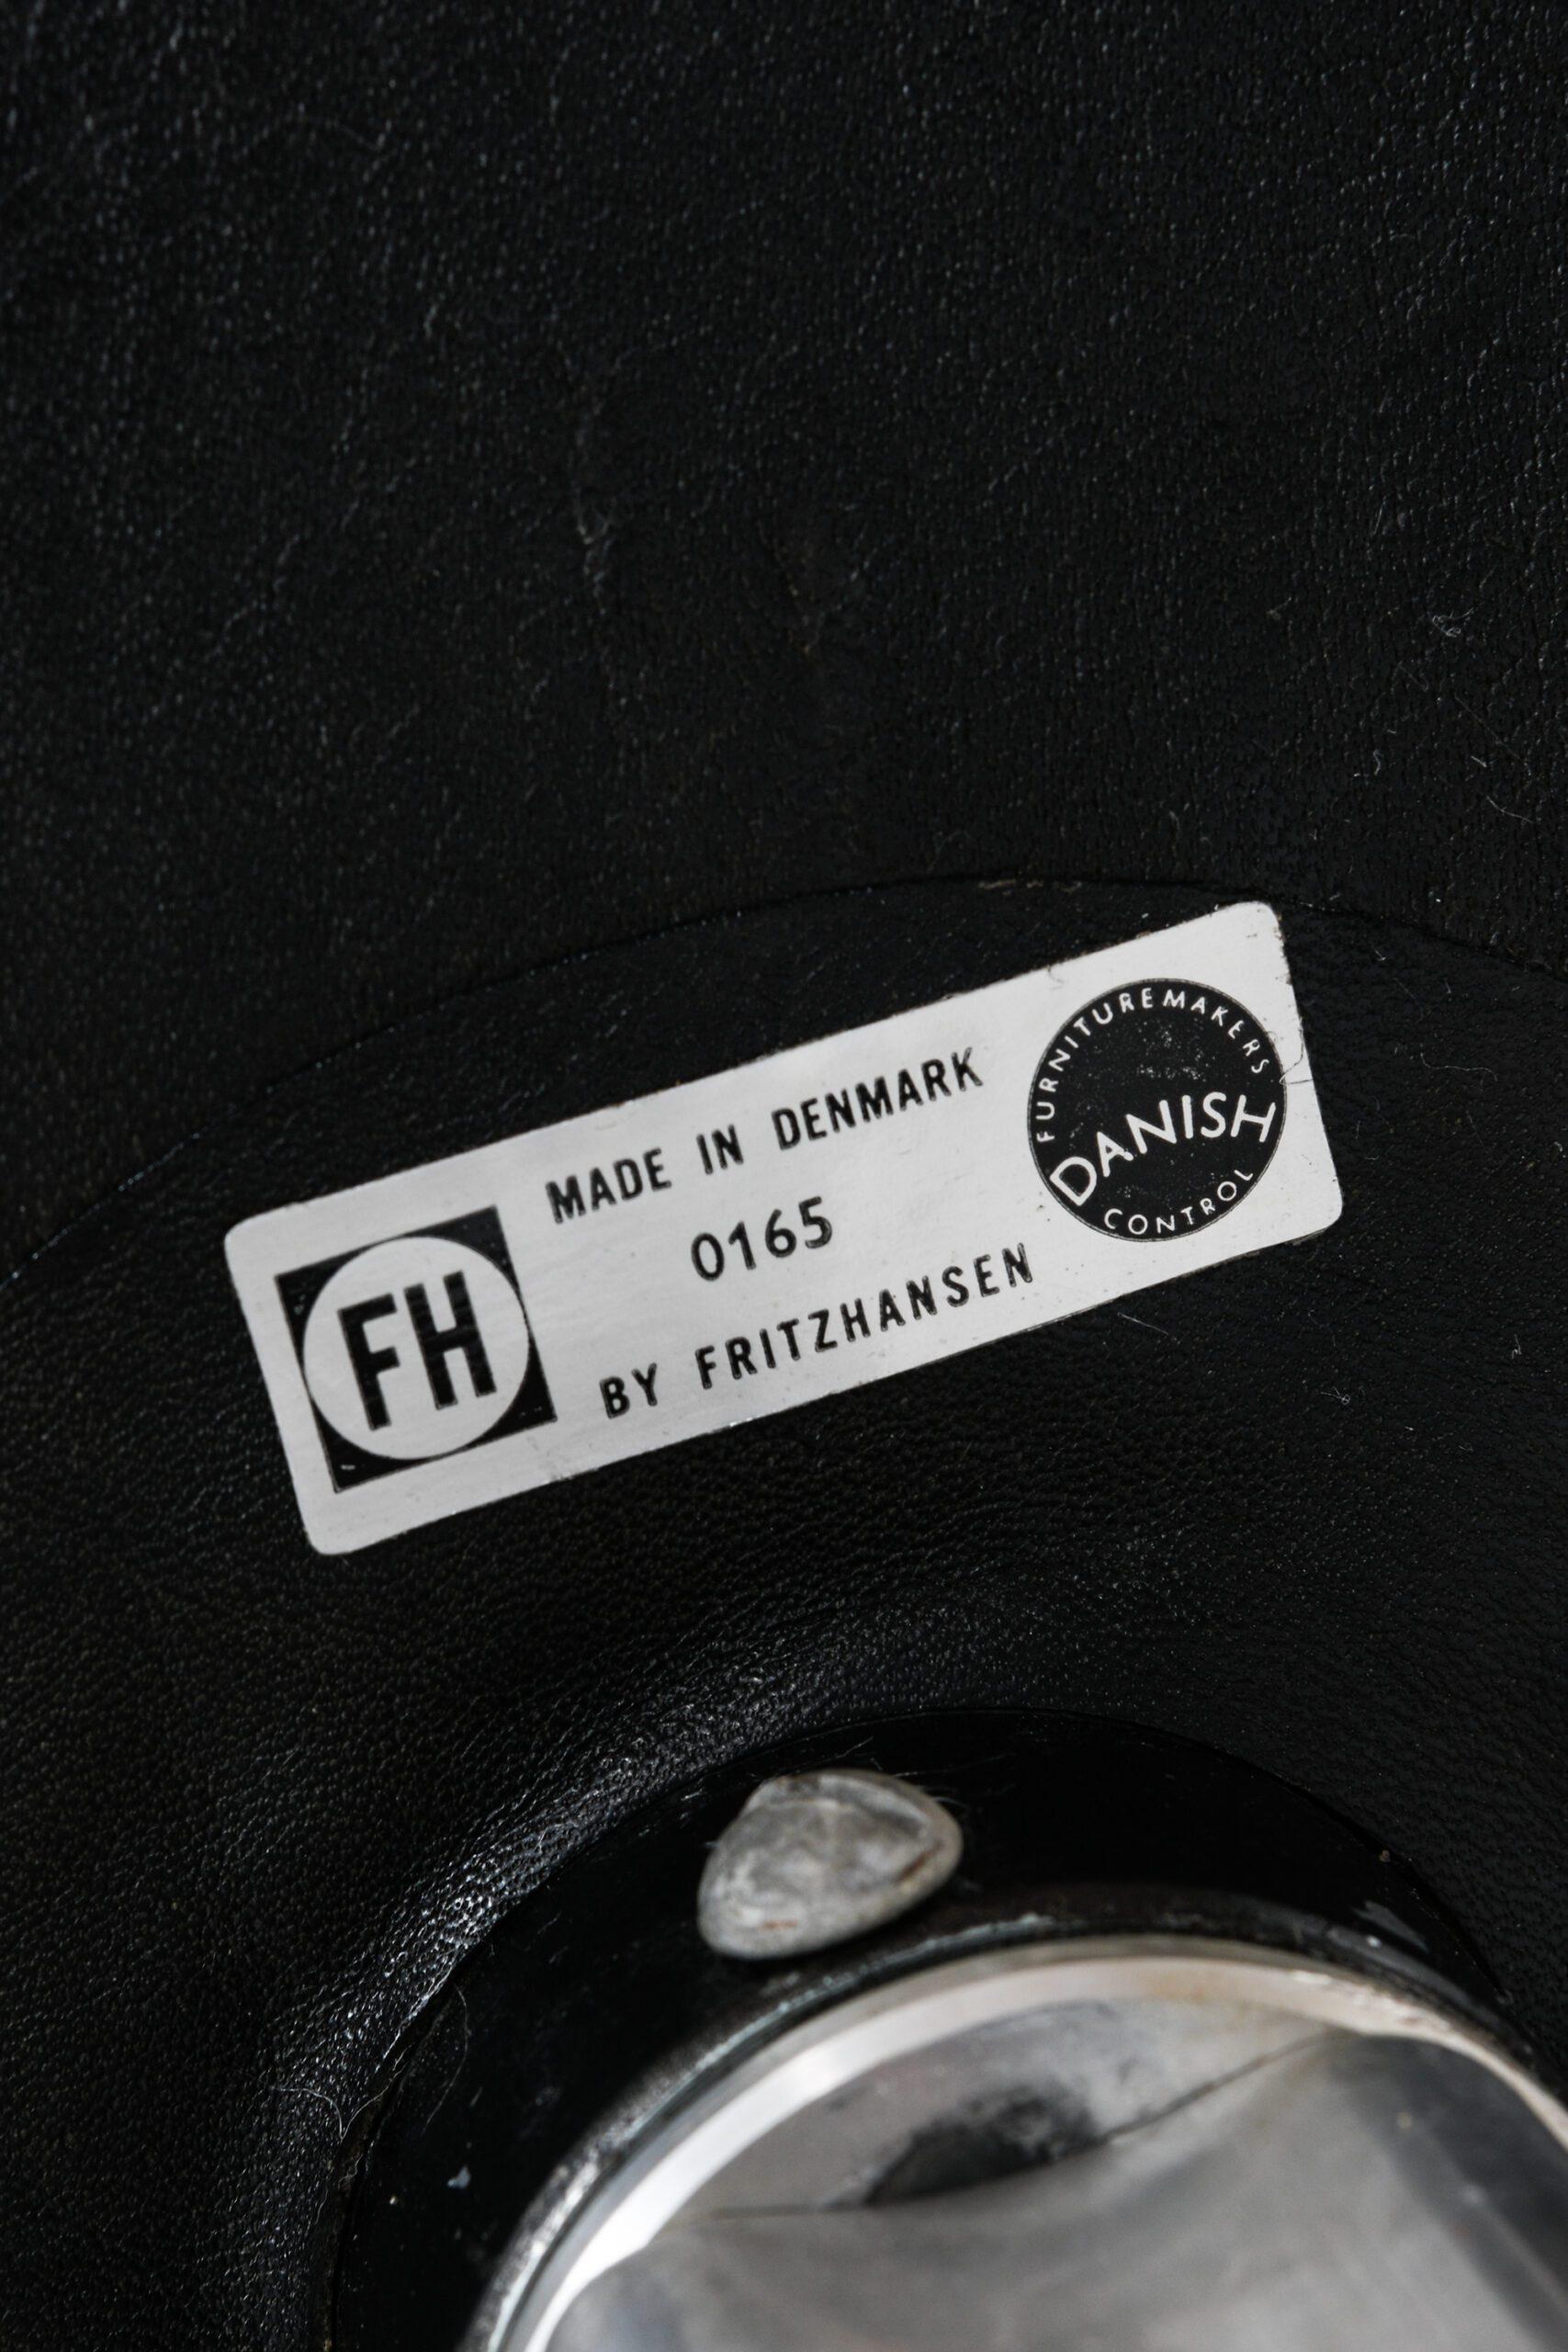 FH
MADE IN DENMARK
0165
BY FRITZHANSEN
FURNITUREMAKERS
DANISH
CONTROL